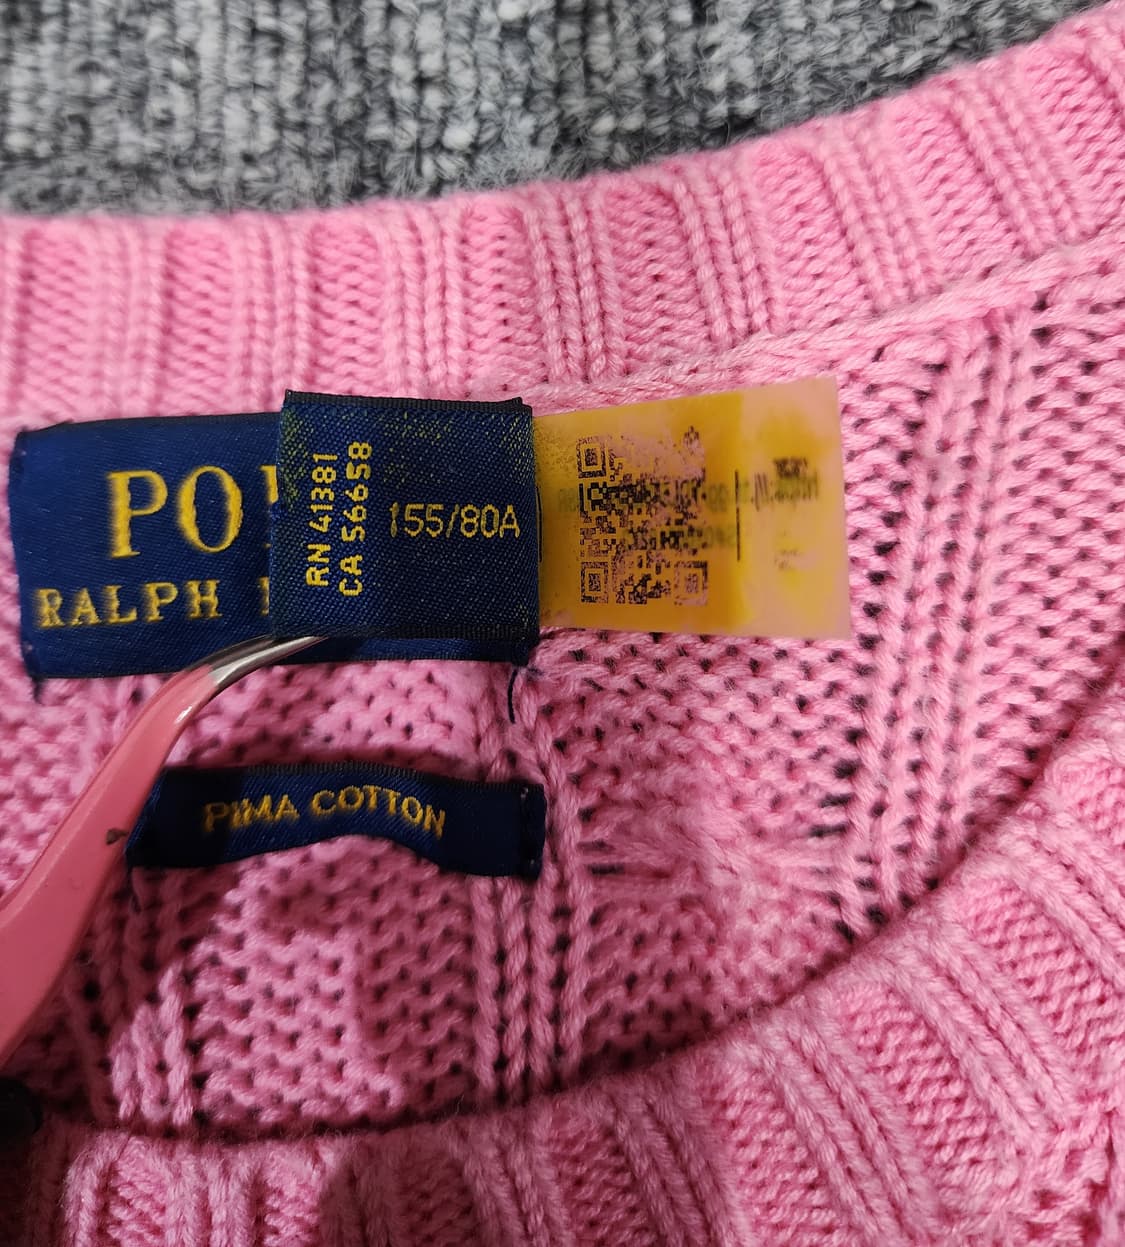 PO
RALPH
RN 41381
CA 56658
155/80A
PIMA COTTON